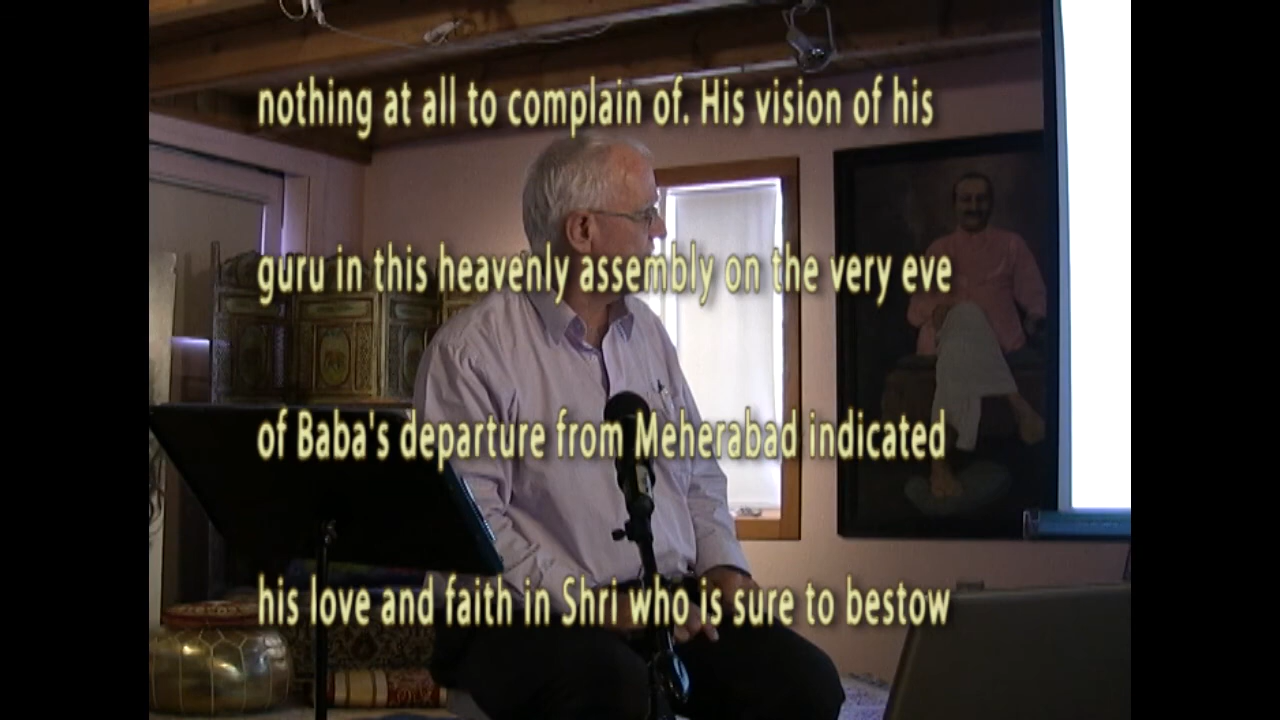 nothing at all to complain of. His vision of his
guru in this heavenly assembly on the very eve
of Baba's departure from Meherabad indicated
his love and faith in Shri who is sure to bestow